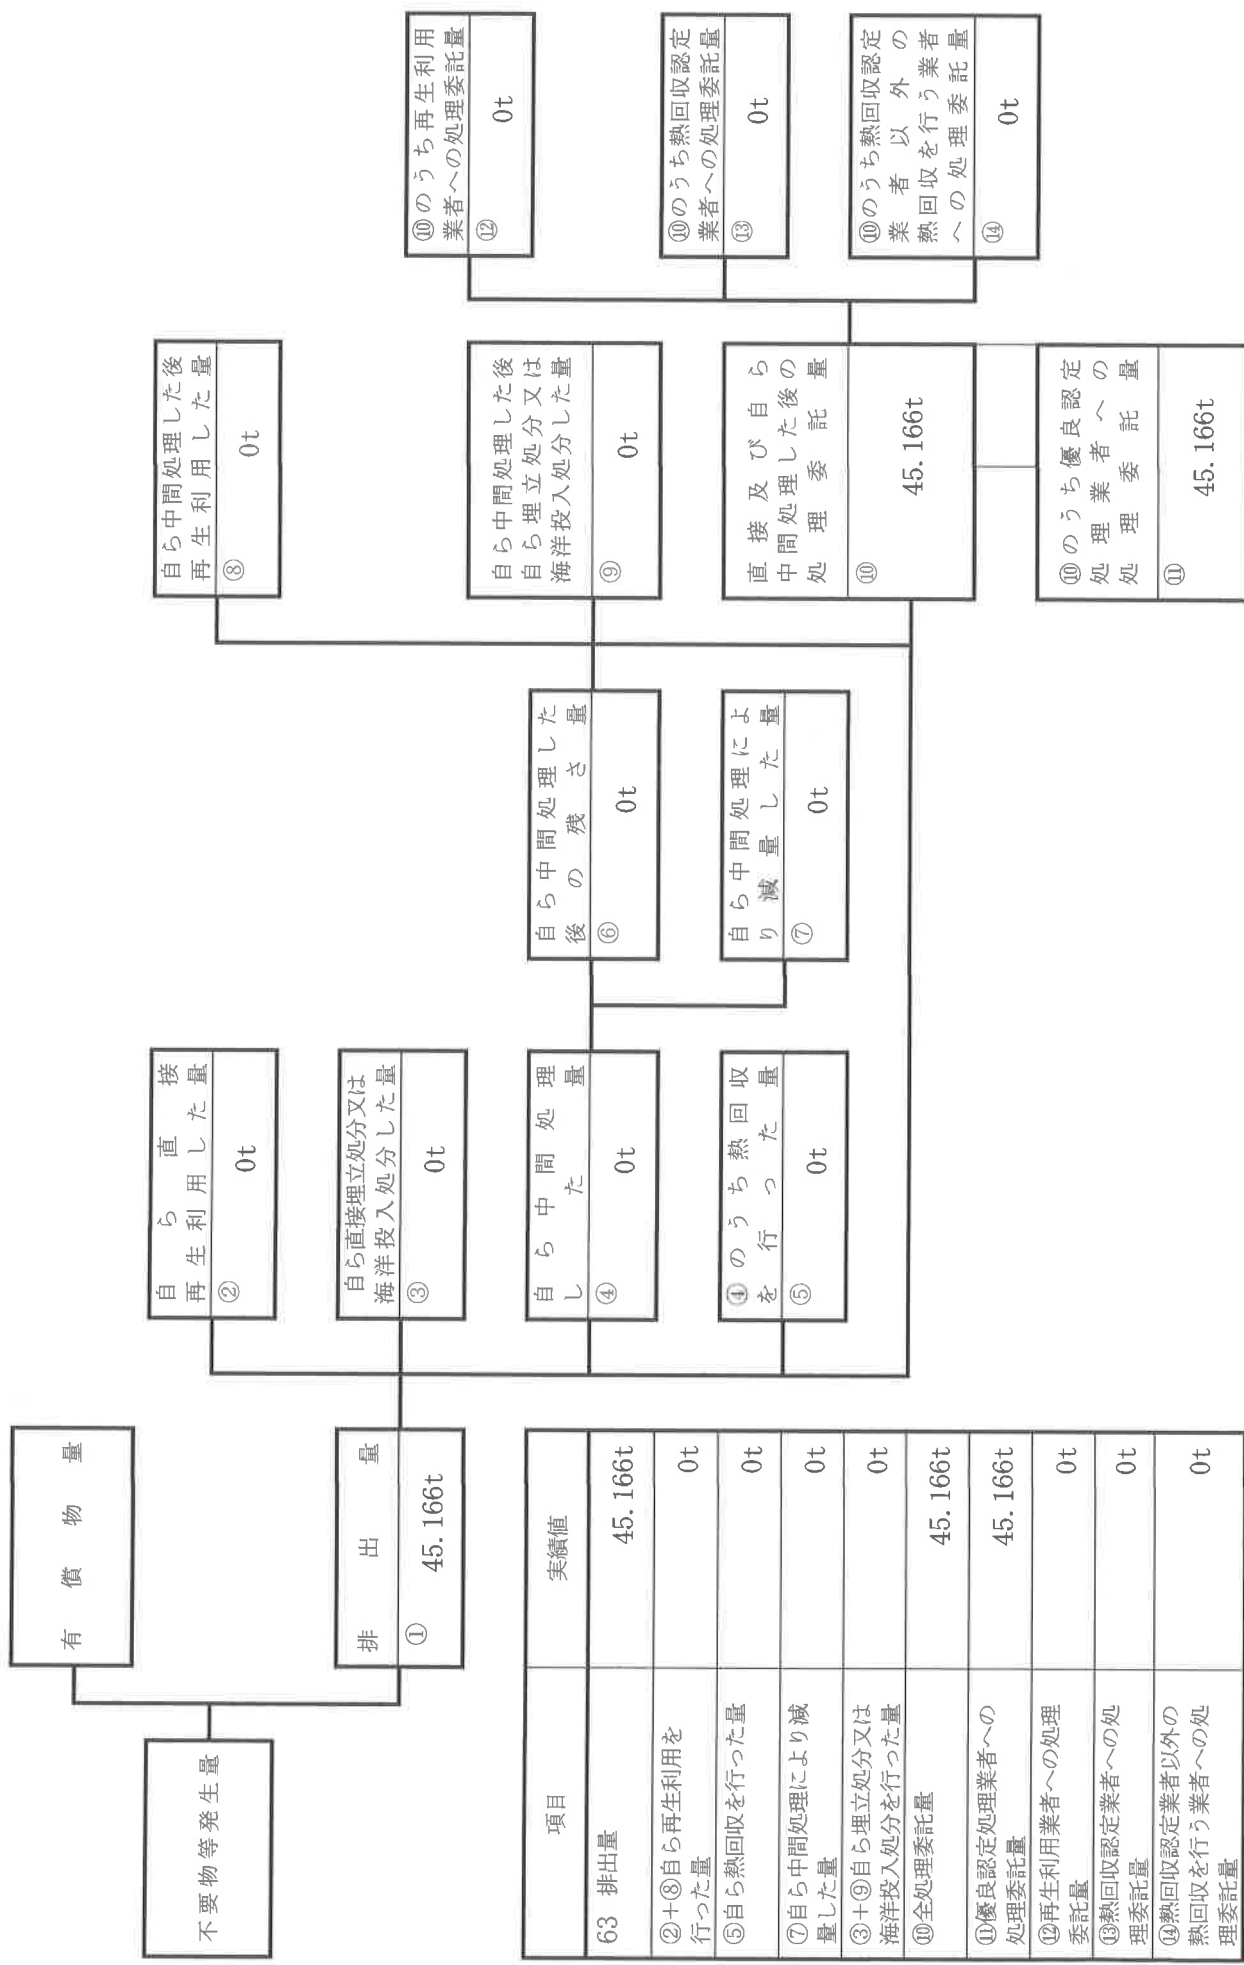 不要物等発生量
有償物量
排出量
① 45.166t
自ら直接
再生利用した量
② 0t
自ら直接埋立処分又は
海洋投入処分した量
③ 0t
自ら中間処理
した量
④ 0t
④のうち熱回収
を行った量
⑤ 0t
自ら中間処理した
後の残さ量
⑥ 0t
自ら中間処理によ
り減量した量
⑦ 0t
自ら中間処理した後
再生利用した量
⑧ 0t
自ら中間処理した後
自ら埋立処分又は
海洋投入処分した量
⑨ 0t
直接及び自ら
中間処理した後の
処理委託量
⑩ 45.166t
⑩のうち優良認定
処理業者への
処理委託量
⑪ 45.166t
⑩のうち再生利用
業者への処理委託量
⑫ 0t
⑩のうち熱回収認定
業者への処理委託量
⑬ 0t
⑩のうち熱回収認定
業者以外の
熱回収を行う業者
への処理委託量
⑭ 0t
項目 実績値
63 排出量 45.166t
②+⑧自ら再生利用を
行った量 0t
⑤自ら熱回収を行った量 0t
⑦自ら中間処理により減
量した量 0t
③+⑨自ら埋立処分又は
海洋投入処分を行った量 0t
⑩全処理委託量 45.166t
⑪優良認定処理業者への
処理委託量 45.166t
⑫再生利用業者への処理
委託量 0t
⑬熱回収認定業者への処
理委託量 0t
⑭熱回収認定業者以外の
熱回収を行う業者への処
理委託量 0t